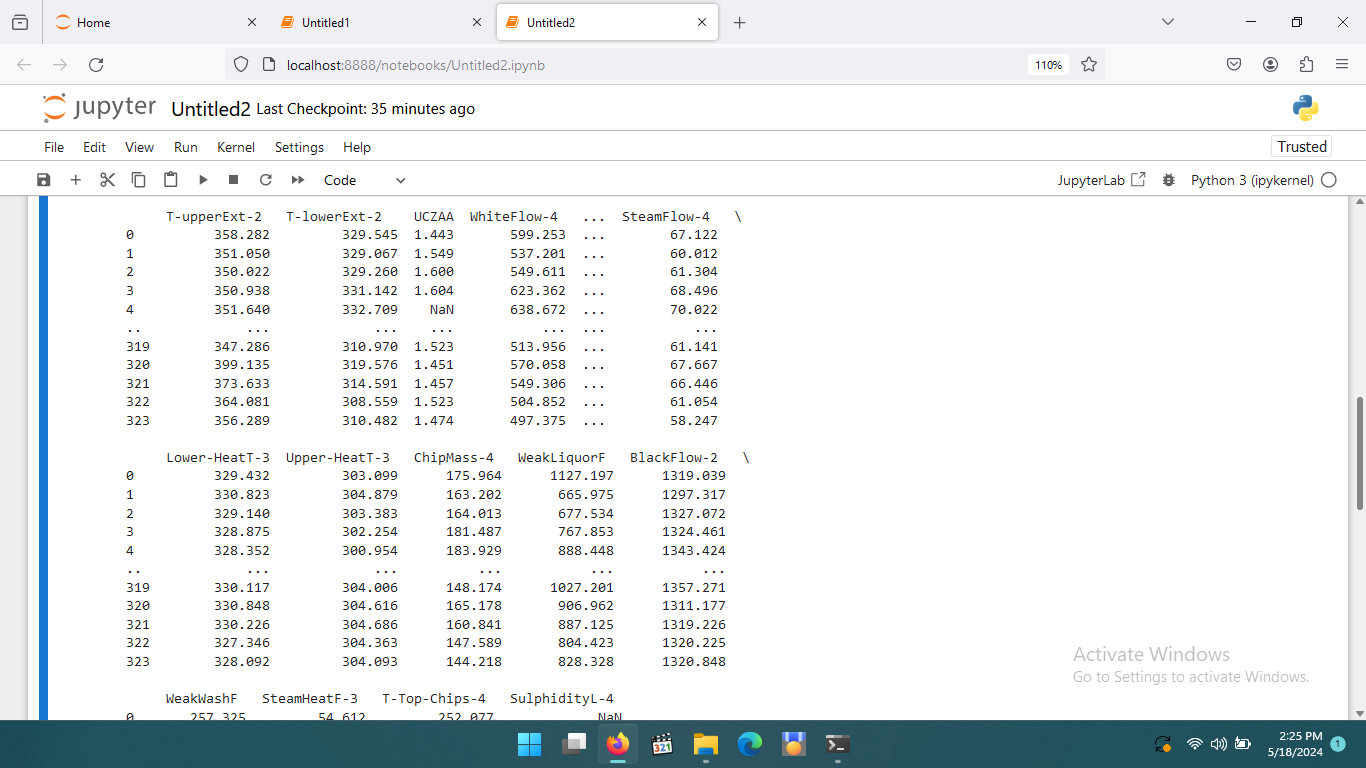 Home
Untitled1
Untitled2
localhost:8888/notebooks/Untitled2.ipynb
110%
jupyter Untitled2 Last Checkpoint: 35 minutes ago
File Edit View Run Kernel Settings Help
Trusted
Code
JupyterLab
Python 3 (ipykernel)
T-upperExt-2 T-lowerExt-2 UCZAA WhiteFlow-4 ... SteamFlow-4 \
0 358.282 329.545 1.443 599.253 ... 67.122
1 351.050 329.067 1.549 537.201 ... 60.012
2 350.022 329.260 1.600 549.611 ... 61.304
3 350.938 331.142 1.604 623.362 ... 68.496
4 351.640 332.709 NaN 638.672 ... 70.022
.. ... ... ... ... ... ...
319 347.286 310.970 1.523 513.956 ... 61.141
320 399.135 319.576 1.451 570.058 ... 67.667
321 373.633 314.591 1.457 549.306 ... 66.446
322 364.081 308.559 1.523 504.852 ... 61.054
323 356.289 310.482 1.474 497.375 ... 58.247
Lower-HeatT-3 Upper-HeatT-3 ChipMass-4 WeakLiquorF BlackFlow-2 \
0 329.432 303.099 175.964 1127.197 1319.039
1 330.823 304.879 163.202 665.975 1297.317
2 329.140 303.383 164.013 677.534 1327.072
3 328.875 302.254 181.487 767.853 1324.461
4 328.352 300.954 183.929 888.448 1343.424
.. ... ... ... ... ...
319 330.117 304.006 148.174 1027.201 1357.271
320 330.848 304.616 165.178 906.962 1311.177
321 330.226 304.686 160.841 887.125 1319.226
322 327.346 304.363 147.589 804.423 1320.225
323 328.092 304.093 144.218 828.328 1320.848
WeakWashF SteamHeatF-3 T-Top-Chips-4 SulphidityL-4
0 257.325 54.612 252.077 NaN
Activate Windows
Go to Settings to activate Windows.
321
2:25 PM
5/18/2024
1